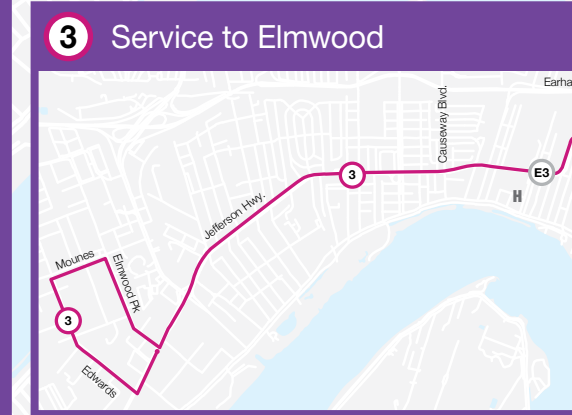 3 Service to Elmwood
Earha
Causeway Blvd.
3
E3
H
Jefferson Hwy.
Mounes
Elmwood Pk
3
Edwards